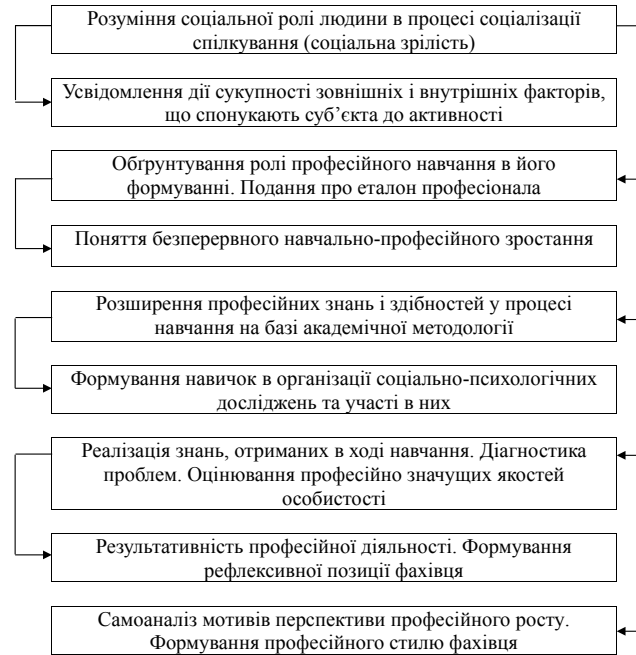 Розуміння соціальної ролі людини в процесі соціалізації
спілкування (соціальна зрілість)
Усвідомлення дії сукупності зовнішніх і внутрішніх факторів,
що спонукають суб’єкта до активності
Обґрунтування ролі професійного навчання в його
формуванні. Подання про еталон професіонала
Поняття безперервного навчально-професійного зростання
Розширення професійних знань і здібностей у процесі
навчання на базі академічної методології
Формування навичок в організації соціально-психологічних
досліджень та участі в них
Реалізація знань, отриманих в ході навчання. Діагностика
проблем. Оцінювання професійно значущих якостей
особистості
Результативність професійної діяльності. Формування
рефлексивної позиції фахівця
Самоаналіз мотивів перспективи професійного росту.
Формування професійного стилю фахівця